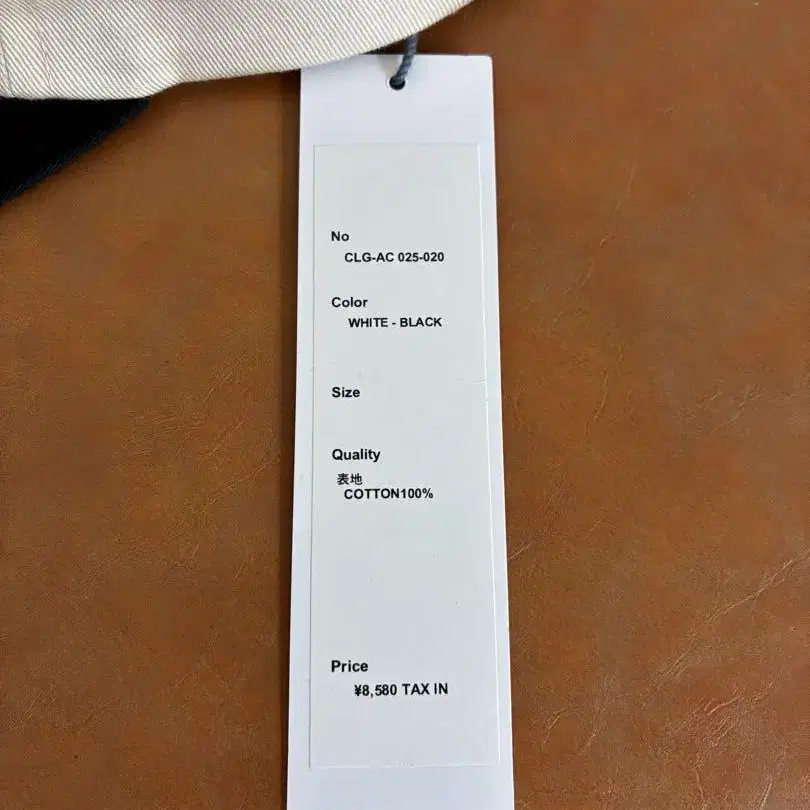 No
CLG-AC 025-020
Color
WHITE - BLACK
Size
Quality
表地
COTTON100%
Price
¥8,580 TAX IN